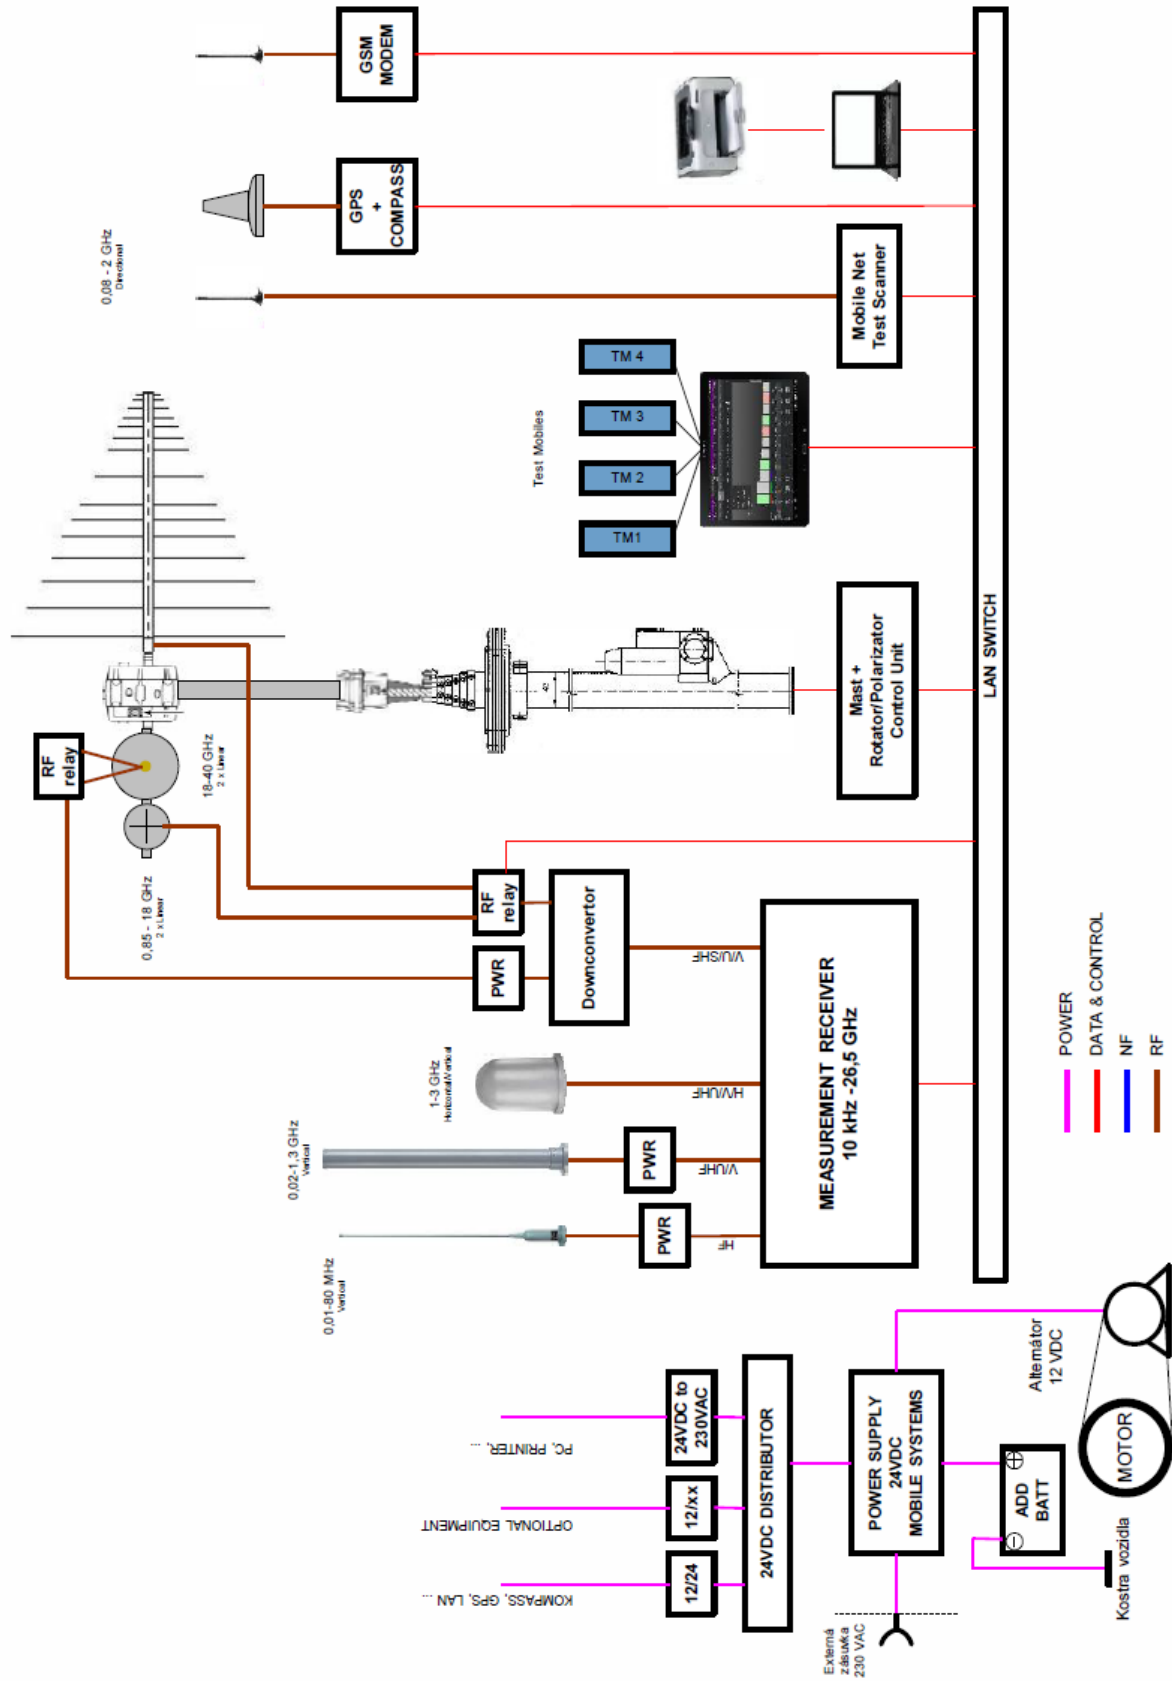 0,01-80 MHz
Vertical
0,02-1,3 GHz
Vertical
1-3 GHz
Horizontal/Vertical
0,85 - 18 GHz
2 x Linear
18-40 GHz
2 x Linear
0,08 - 2 GHz
Directional
RF
relay
PWR
PWR
PWR
RF
relay
Downconvertor
HF
V/UHF
H/V/UHF
V/U/SHF
MEASUREMENT RECEIVER
10 kHz -26,5 GHz
Mast +
Rotator/Polarizator
Control Unit
Test Mobiles
TM1
TM 2
TM 3
TM 4
Mobile Net
Test Scanner
GPS
+
COMPASS
GSM
MODEM
LAN SWITCH
KOMPASS, GPS, LAN ...
OPTIONAL EQUIPMENT
PC, PRINTER, ...
12/24
12/xx
24VDC to
230VAC
24VDC DISTRIBUTOR
POWER SUPPLY
24VDC
MOBILE SYSTEMS
Externá
zásuvka
230 VAC
ADD
BATT
Kostra vozidla
MOTOR
Alternátor
12 VDC
POWER
DATA & CONTROL
NF
RF